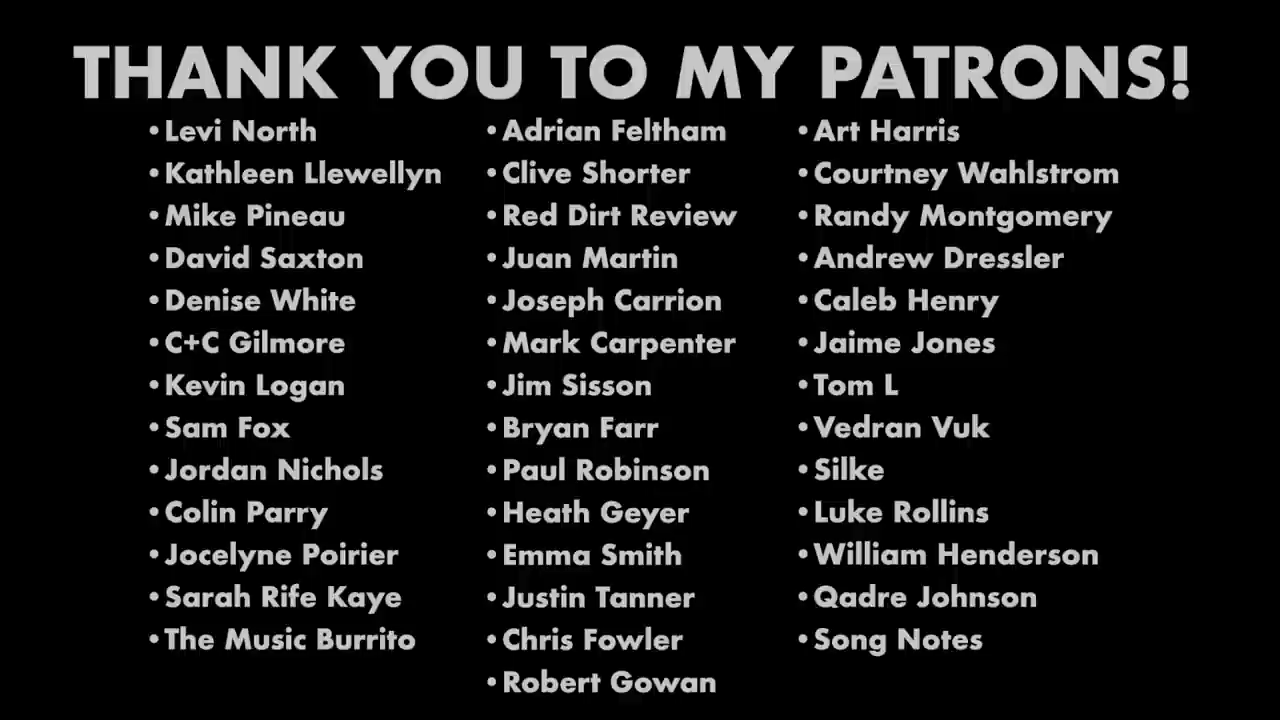 THANK YOU TO MY PATRONS!
•Levi North
•Kathleen Llewellyn
•Mike Pineau
•David Saxton
•Denise White
•C+C Gilmore
•Kevin Logan
•Sam Fox
•Jordan Nichols
•Colin Parry
•Jocelyne Poirier
•Sarah Rife Kaye
•The Music Burrito
•Adrian Feltham
•Clive Shorter
•Red Dirt Review
•Juan Martin
•Joseph Carrion
•Mark Carpenter
•Jim Sisson
•Bryan Farr
•Paul Robinson
•Heath Geyer
•Emma Smith
•Justin Tanner
•Chris Fowler
•Robert Gowan
•Art Harris
•Courtney Wahlstrom
•Randy Montgomery
•Andrew Dressler
•Caleb Henry
•Jaime Jones
•Tom L
•Vedran Vuk
•Silke
•Luke Rollins
•William Henderson
•Qadre Johnson
•Song Notes